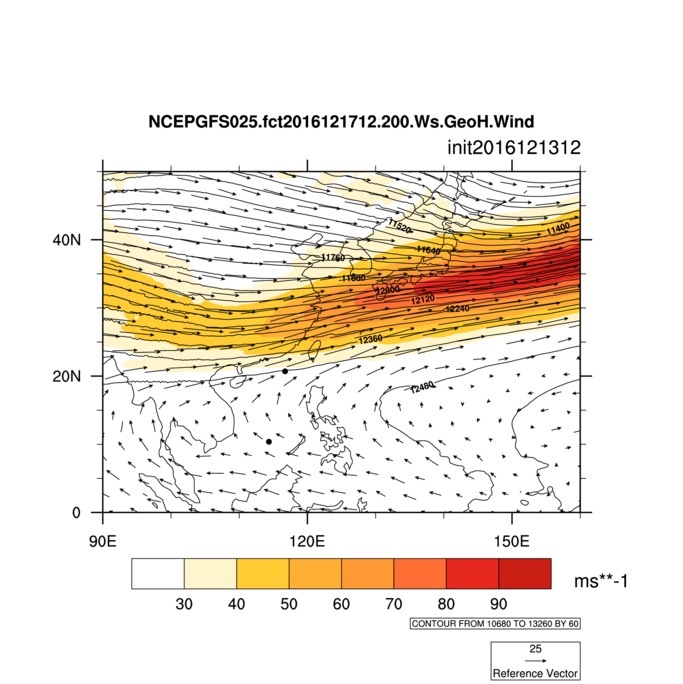 NCEPGFS025.fct2016121712.200.Ws.GeoH.Wind
init2016121312
11520
11400
40N
11760
11640
11880
12000
12120
12240
12360
20N
12480
0
90E 120E 150E
ms**-1
30 40 50 60 70 80 90
CONTOUR FROM 10680 TO 13260 BY 60
25
Reference Vector